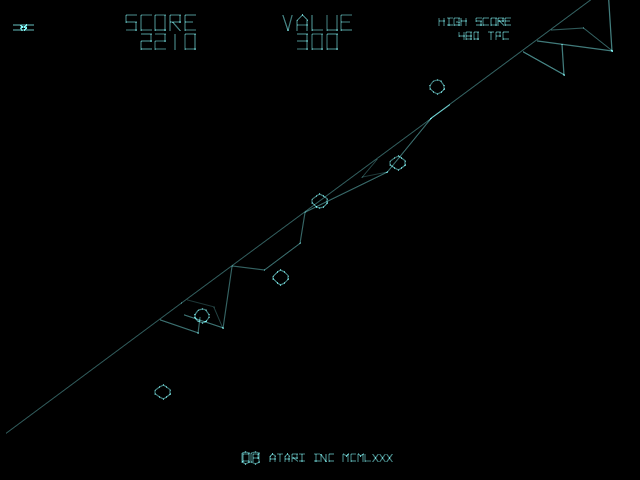 SCORE
2210
VALUE
300
HIGH SCORE
480 TPC
ATARI INC MCMLXXX